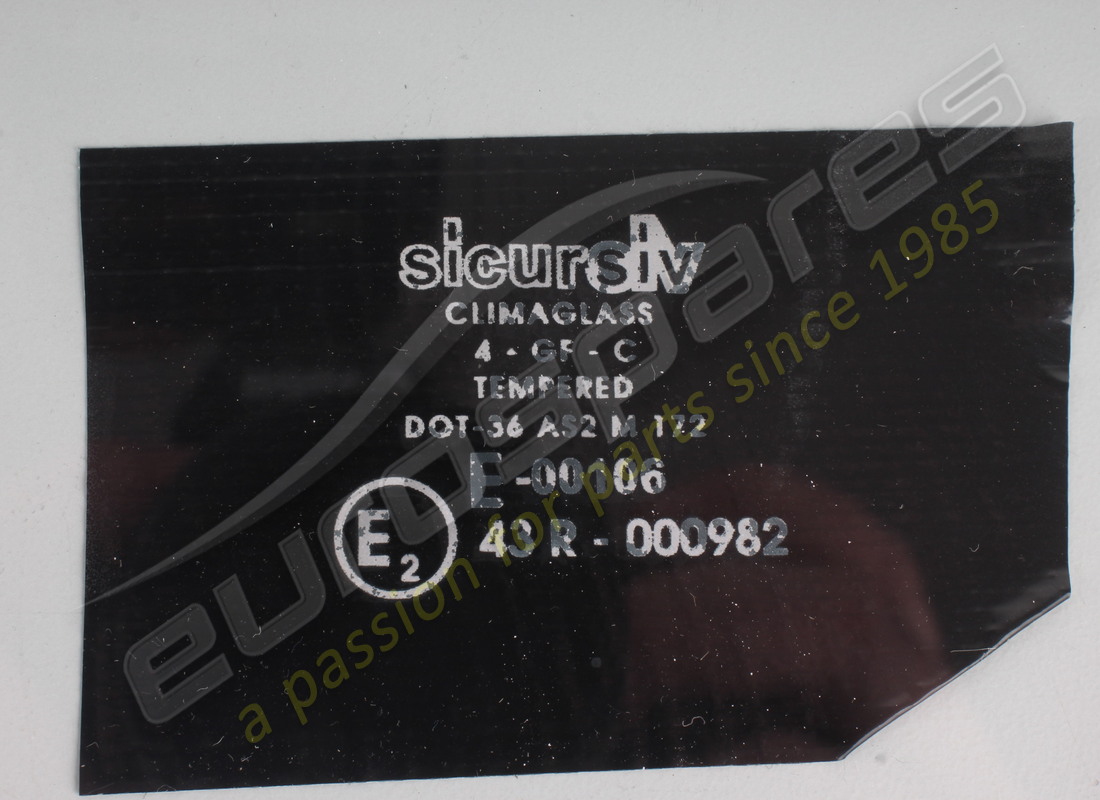 sicursiv
CLIMAGLASS
4 - GF - C
TEMPERED
DOT-36 AS2 M 172
E -00106
E2 43 R - 000982
eurospares
a passion for parts since 1985